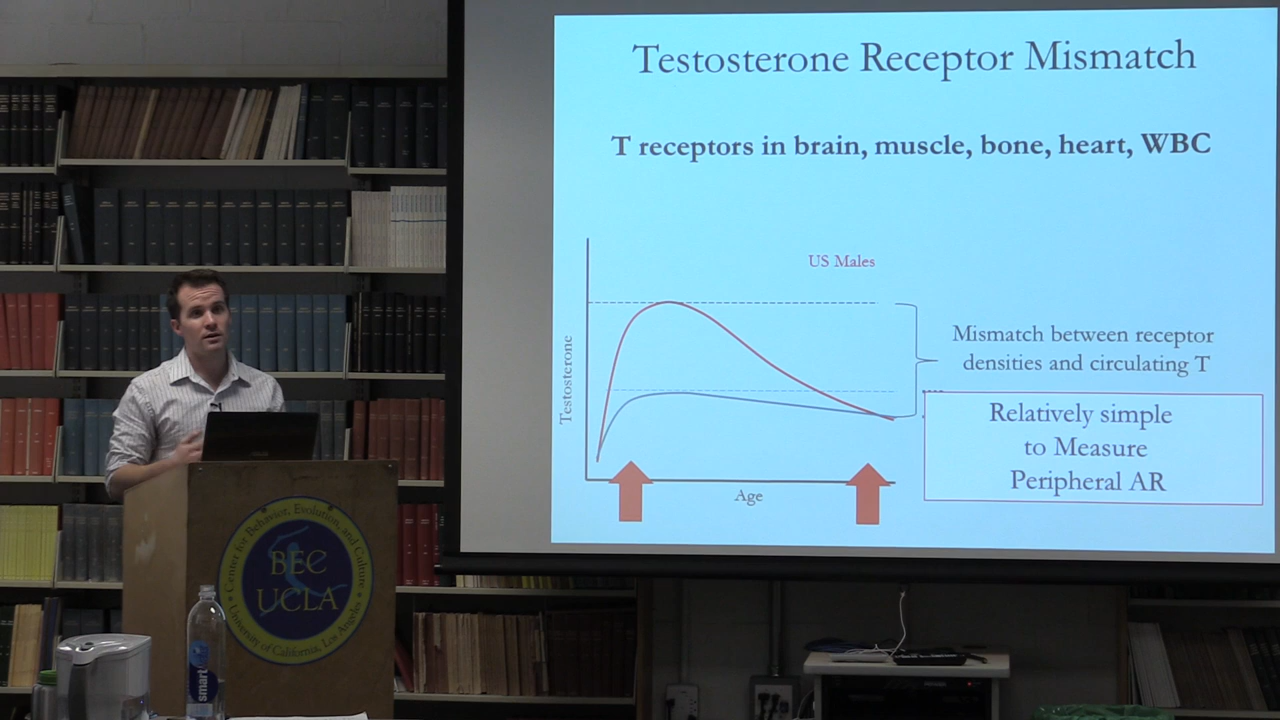 Testosterone Receptor Mismatch
T receptors in brain, muscle, bone, heart, WBC
US Males
Testosterone
Mismatch between receptor
densities and circulating T
Relatively simple
to Measure
Peripheral AR
Age
Center for Behavior, Evolution, and Culture
BEC
UCLA
University of California, Los Angeles
smart